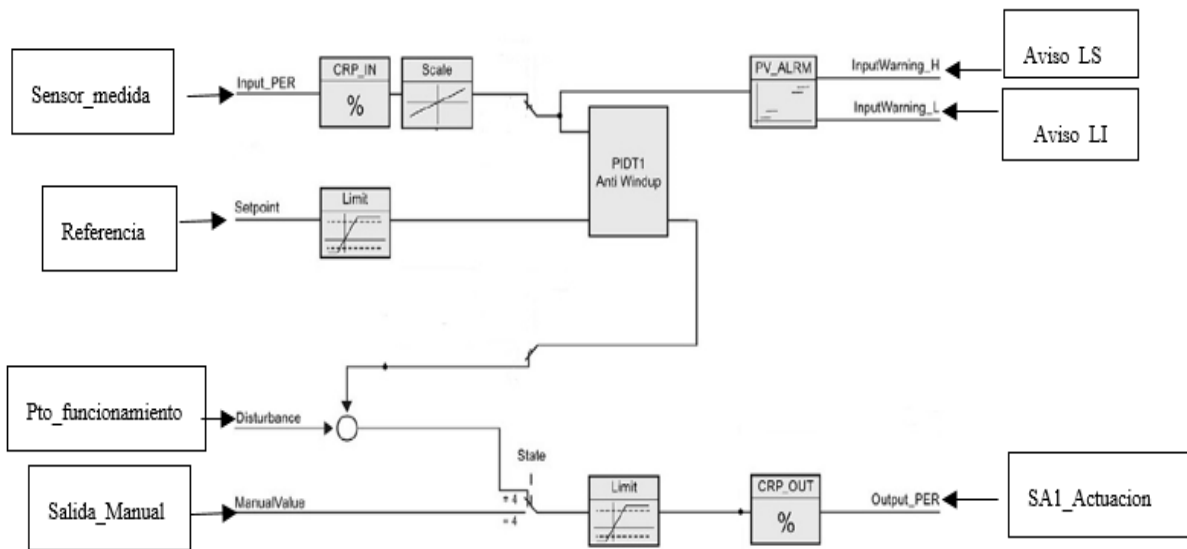 Sensor_medida
Input_PER
CRP_IN
%
Scale
PV_ALRM
InputWarning_H
Aviso LS
InputWarning_L
Aviso LI
PIDT1
Anti Windup
Referencia
Setpoint
Limit
Pto_funcionamiento
Disturbance
State
Salida_Manual
ManualValue
≠ 4
= 4
Limit
CRP_OUT
%
Output_PER
SA1_Actuacion